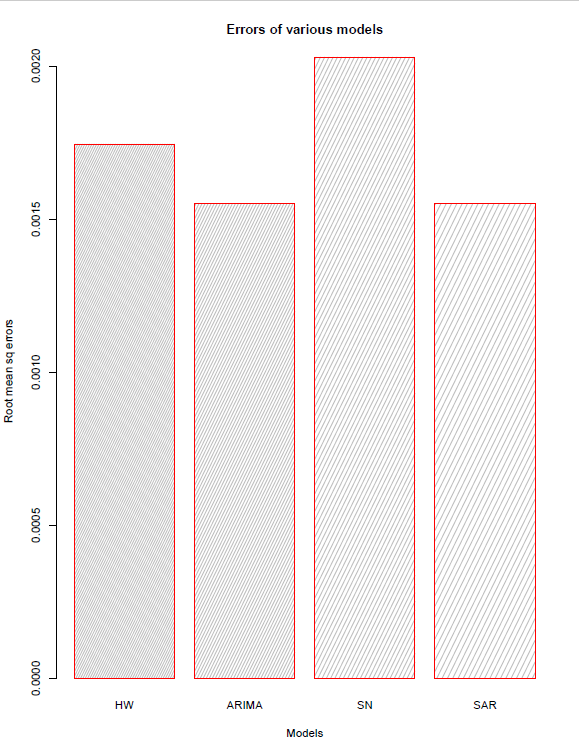 Errors of various models
0.0020
0.0015
0.0010
0.0005
0.0000
Root mean sq errors
HW ARIMA SN SAR
Models